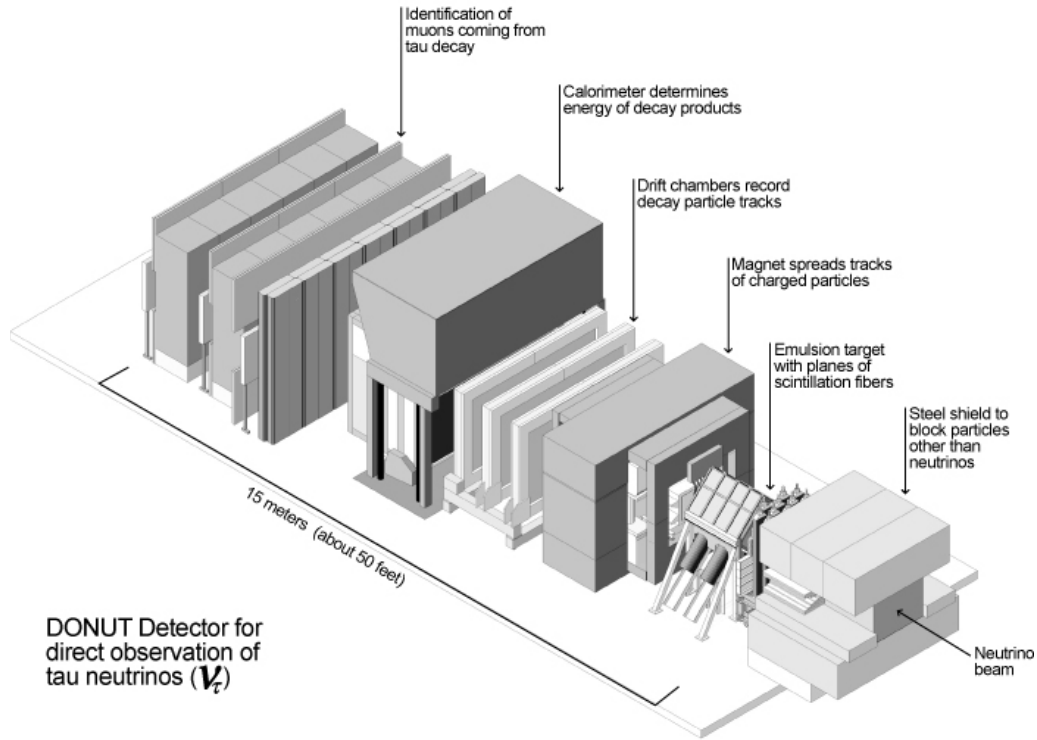 Identification of
muons coming from
tau decay
Calorimeter determines
energy of decay products
Drift chambers record
decay particle tracks
Magnet spreads tracks
of charged particles
Emulsion target
with planes of
scintillation fibers
Steel shield to
block particles
other than
neutrinos
15 meters (about 50 feet)
Neutrino
beam
DONUT Detector for
direct observation of
tau neutrinos (ντ)